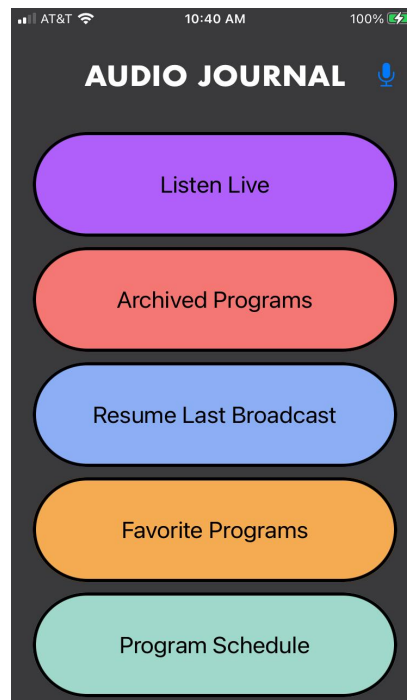 AT&T 10:40 AM 100%
AUDIO JOURNAL
Listen Live
Archived Programs
Resume Last Broadcast
Favorite Programs
Program Schedule